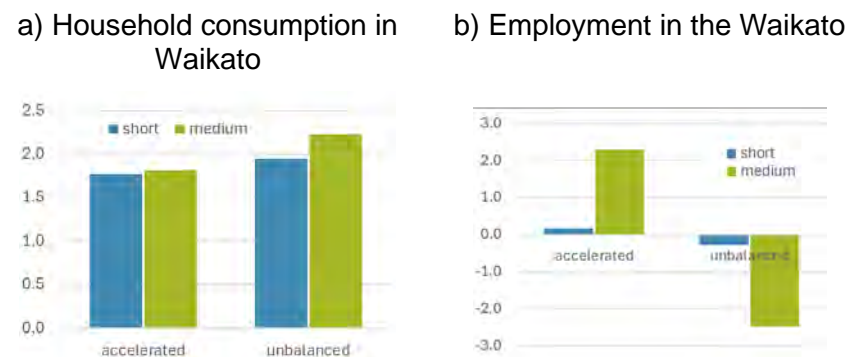 a) Household consumption in
Waikato
b) Employment in the Waikato
2.5
short medium
2.0
1.5
1.0
0.5
0.0
accelerated unbalanced
3.0
short
2.0
medium
1.0
0.0
accelerated unbalanced
-1.0
-2.0
-3.0